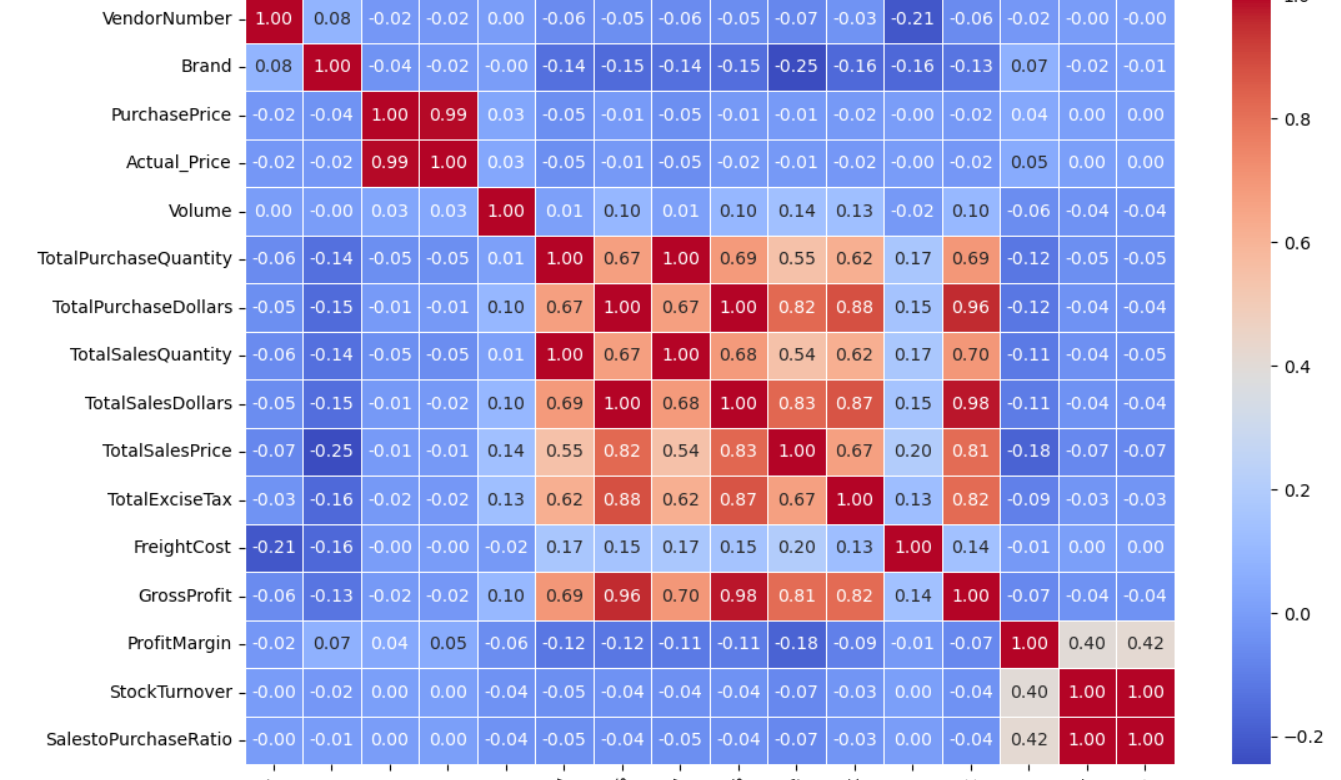 1.0
VendorNumber 1.00 0.08 -0.02 -0.02 0.00 -0.06 -0.05 -0.06 -0.05 -0.07 -0.03 -0.21 -0.06 -0.02 -0.00 -0.00
Brand 0.08 1.00 -0.04 -0.02 -0.00 -0.14 -0.15 -0.14 -0.15 -0.25 -0.16 -0.16 -0.13 0.07 -0.02 -0.01
PurchasePrice -0.02 -0.04 1.00 0.99 0.03 -0.05 -0.01 -0.05 -0.01 -0.01 -0.02 -0.00 -0.02 0.04 0.00 0.00
0.8
Actual_Price -0.02 -0.02 0.99 1.00 0.03 -0.05 -0.01 -0.05 -0.02 -0.01 -0.02 -0.00 -0.02 0.05 0.00 0.00
Volume 0.00 -0.00 0.03 0.03 1.00 0.01 0.10 0.01 0.10 0.14 0.13 -0.02 0.10 -0.06 -0.04 -0.04
0.6
TotalPurchaseQuantity -0.06 -0.14 -0.05 -0.05 0.01 1.00 0.67 1.00 0.69 0.55 0.62 0.17 0.69 -0.12 -0.05 -0.05
TotalPurchaseDollars -0.05 -0.15 -0.01 -0.01 0.10 0.67 1.00 0.67 1.00 0.82 0.88 0.15 0.96 -0.12 -0.04 -0.04
TotalSalesQuantity -0.06 -0.14 -0.05 -0.05 0.01 1.00 0.67 1.00 0.68 0.54 0.62 0.17 0.70 -0.11 -0.04 -0.05
0.4
TotalSalesDollars -0.05 -0.15 -0.01 -0.02 0.10 0.69 1.00 0.68 1.00 0.83 0.87 0.15 0.98 -0.11 -0.04 -0.04
TotalSalesPrice -0.07 -0.25 -0.01 -0.01 0.14 0.55 0.82 0.54 0.83 1.00 0.67 0.20 0.81 -0.18 -0.07 -0.07
0.2
TotalExciseTax -0.03 -0.16 -0.02 -0.02 0.13 0.62 0.88 0.62 0.87 0.67 1.00 0.13 0.82 -0.09 -0.03 -0.03
FreightCost -0.21 -0.16 -0.00 -0.00 -0.02 0.17 0.15 0.17 0.15 0.20 0.13 1.00 0.14 -0.01 0.00 0.00
GrossProfit -0.06 -0.13 -0.02 -0.02 0.10 0.69 0.96 0.70 0.98 0.81 0.82 0.14 1.00 -0.07 -0.04 -0.04
0.0
ProfitMargin -0.02 0.07 0.04 0.05 -0.06 -0.12 -0.12 -0.11 -0.11 -0.18 -0.09 -0.01 -0.07 1.00 0.40 0.42
StockTurnover -0.00 -0.02 0.00 0.00 -0.04 -0.05 -0.04 -0.04 -0.04 -0.07 -0.03 0.00 -0.04 0.40 1.00 1.00
SalestoPurchaseRatio -0.00 -0.01 0.00 0.00 -0.04 -0.05 -0.04 -0.05 -0.04 -0.07 -0.03 0.00 -0.04 0.42 1.00 1.00
−0.2